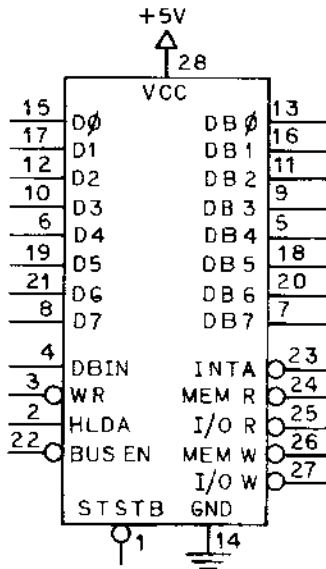 +5V
28
VCC
15 DØ DBØ 13
17 D1 DB1 16
12 D2 DB2 11
10 D3 DB3 9
6 D4 DB4 5
19 D5 DB5 18
21 D6 DB6 20
8 D7 DB7 7
4 DBIN INTA 23
3 WR MEM R 24
2 HLDA I/O R 25
22 BUS EN MEM W 26
I/O W 27
STSTB GND
1 14